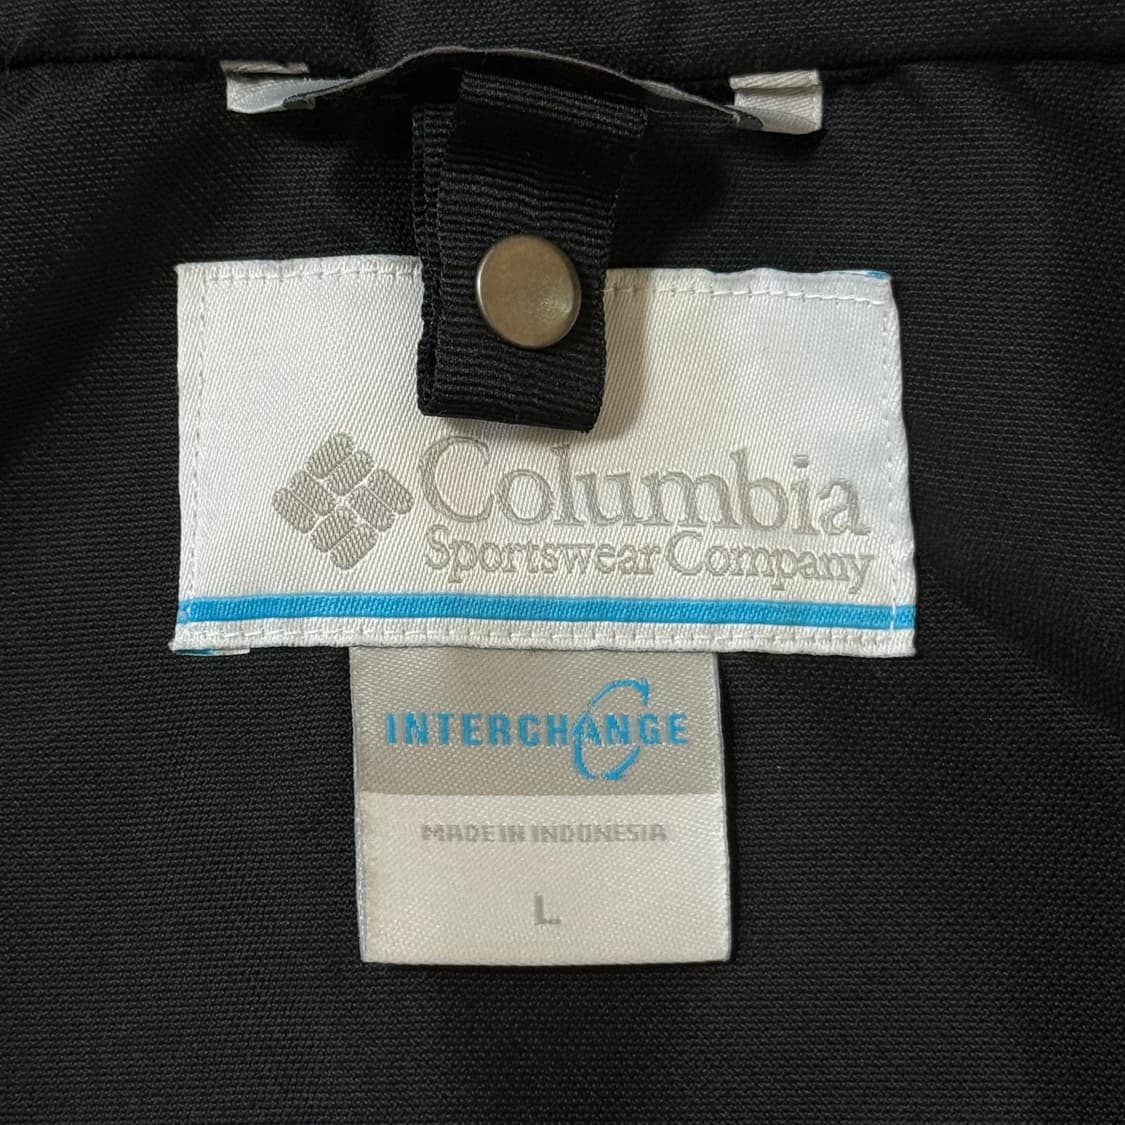 Columbia
Sportswear Company
INTERCHANGE
MADE IN INDONESIA
L